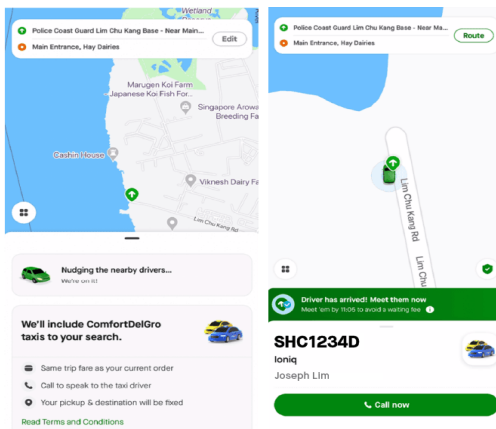 Wetland
Police Coast Guard Lim Chu Kang Base - Near Main...
Edit
Main Entrance, Hay Dairies
Marugen Koi Farm
-Japanese Koi Fish For...
Singapore Arowa
Breeding Fa
Cashin House
Viknesh Dairy Fa
Lim Chu Kang Rd
Nudging the nearby drivers...
We're on it!
We'll include ComfortDelGro
taxis to your search.
Same trip fare as your current order
Call to speak to the taxi driver
Your pickup & destination will be fixed
Read Terms and Conditions
Police Coast Guard Lim Chu Kang Base - Near Ma...
Route
Main Entrance, Hay Dairies
Lim Chu Kang Rd
Lim Chu
Driver has arrived! Meet them now
Meet 'em by 11:05 to avoid a waiting fee
SHC1234D
Ioniq
Joseph LIm
Call now